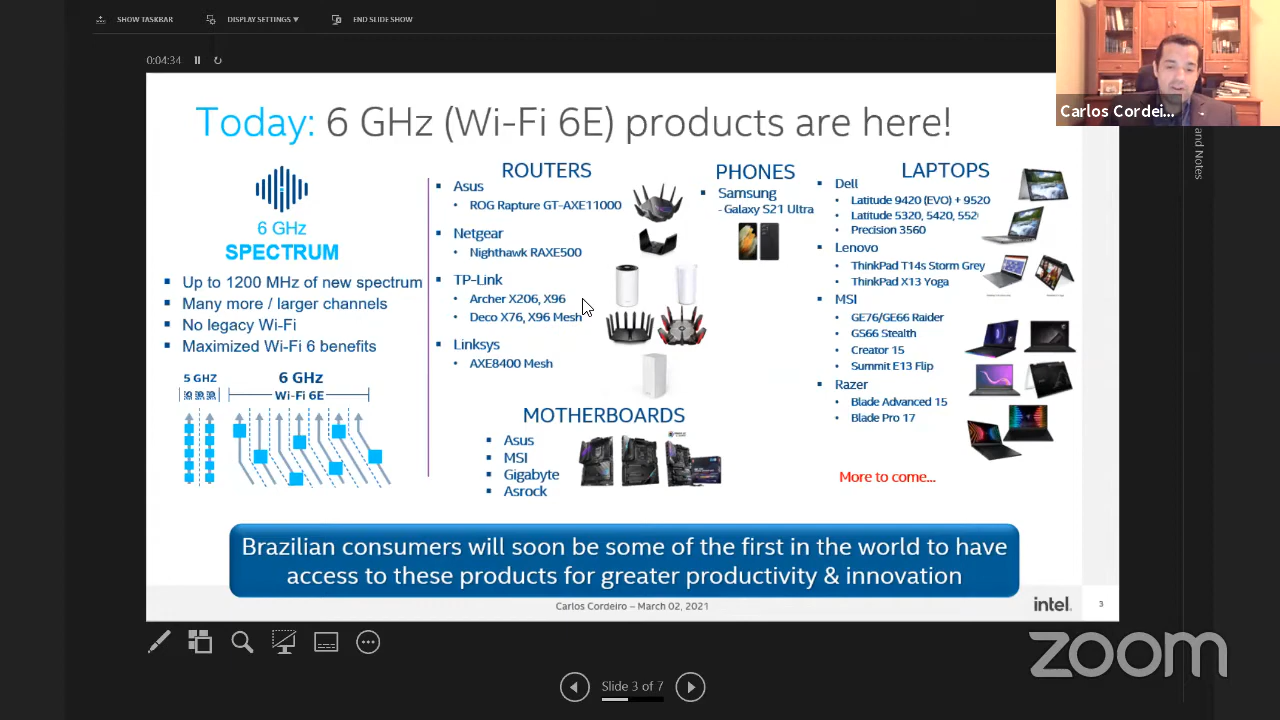 SHOW TASKBAR
DISPLAY SETTINGS ▼
END SLIDE SHOW
0:04:34
Carlos Cordei...
and Notes
Today: 6 GHz (Wi-Fi 6E) products are here!
6 GHz
SPECTRUM
Up to 1200 MHz of new spectrum
Many more / larger channels
No legacy Wi-Fi
Maximized Wi-Fi 6 benefits
5 GHZ
6 GHz
Wi-Fi 6E
ROUTERS
Asus
ROG Rapture GT-AXE11000
Netgear
Nighthawk RAXE500
TP-Link
Archer X206, X96
Deco X76, X96 Mesh
Linksys
AXE8400 Mesh
MOTHERBOARDS
Asus
MSI
Gigabyte
Asrock
PHONES
Samsung
- Galaxy S21 Ultra
LAPTOPS
Dell
Latitude 9420 (EVO) + 9520
Latitude 5320, 5420, 552
Precision 3560
Lenovo
ThinkPad T14s Storm Grey
ThinkPad X13 Yoga
MSI
GE76/GE66 Raider
GS66 Stealth
Creator 15
Summit E13 Flip
Razer
Blade Advanced 15
Blade Pro 17
More to come...
Brazilian consumers will soon be some of the first in the world to have
access to these products for greater productivity & innovation
Carlos Cordeiro – March 02, 2021
intel.
3
zoom
Slide 3 of 7